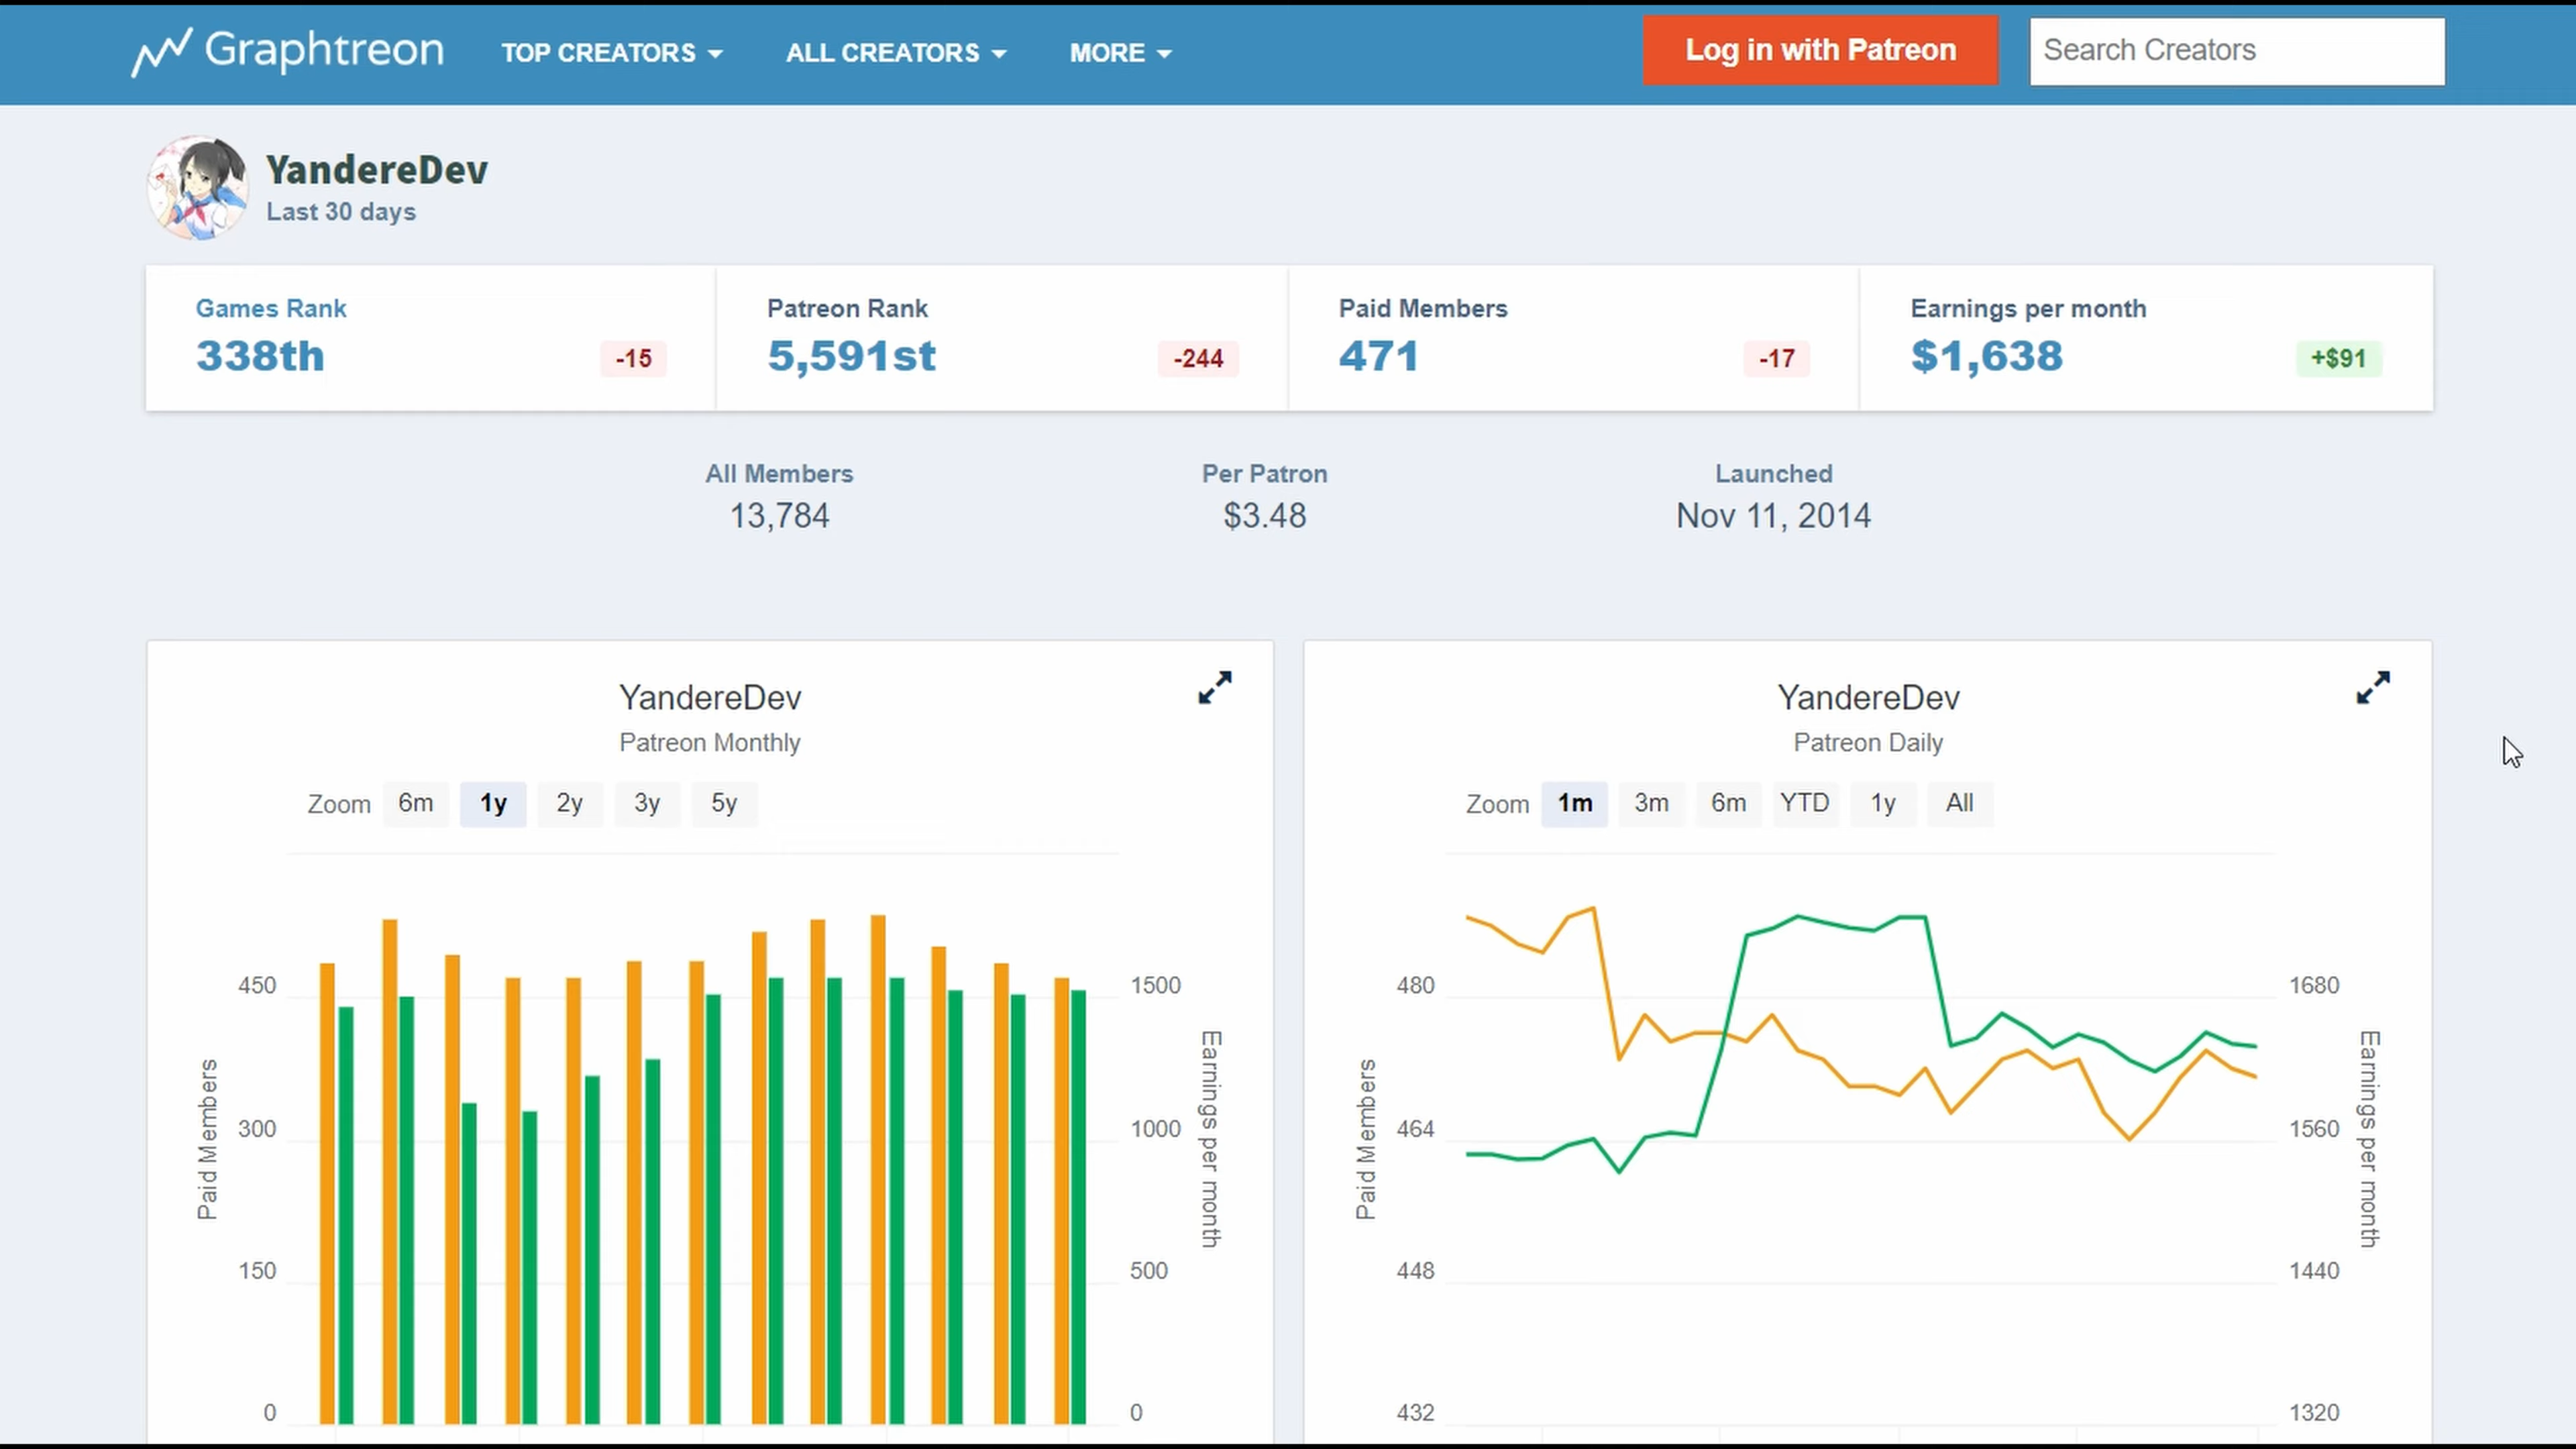 Graphtreon
TOP CREATORS
ALL CREATORS
MORE
Log in with Patreon
Search Creators
YandereDev
Last 30 days
Games Rank
338th
-15
Patreon Rank
5,591st
-244
Paid Members
471
-17
Earnings per month
$1,638
+$91
All Members
13,784
Per Patron
$3.48
Launched
Nov 11, 2014
YandereDev
Patreon Monthly
Zoom 6m 1y 2y 3y 5y
Paid Members
450
300
150
0
1500
1000
500
0
Earnings per month
YandereDev
Patreon Daily
Zoom 1m 3m 6m YTD 1y All
Paid Members
480
464
448
432
1680
1560
1440
1320
Earnings per month